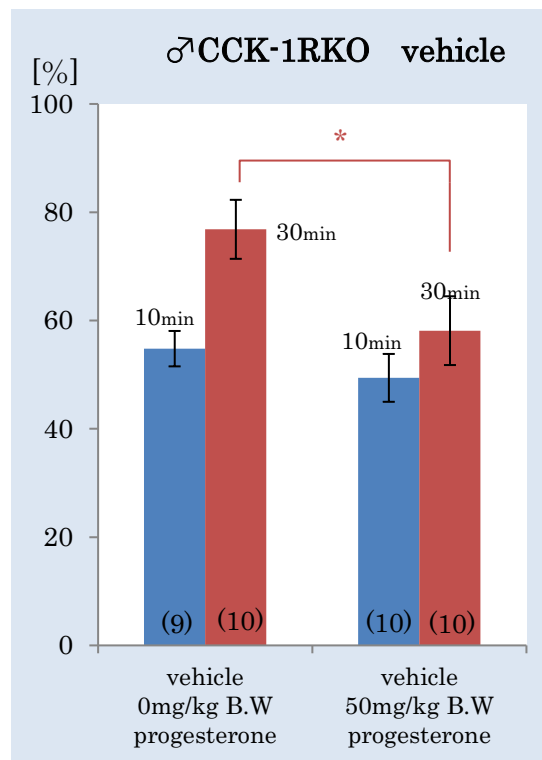 ♂CCK-1RKO vehicle
[%]
100
*
80
30min
60
10min
30min
10min
40
20
0
(9) (10) (10) (10)
vehicle
0mg/kg B.W
progesterone
vehicle
50mg/kg B.W
progesterone